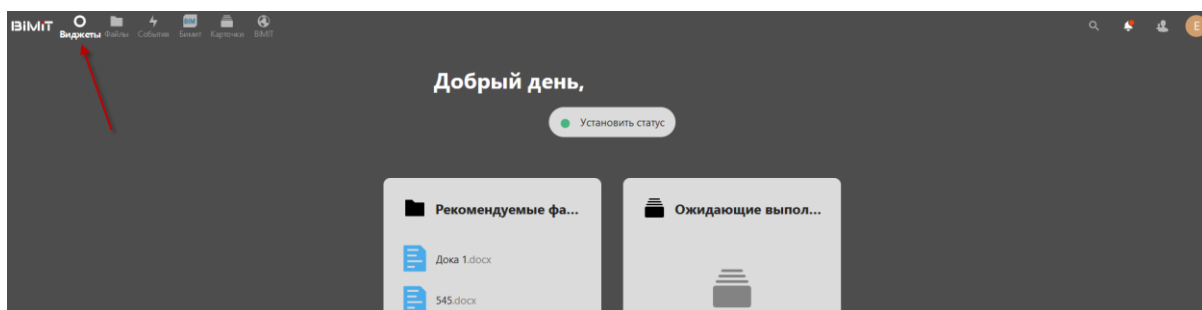 BIMIT Виджеты Файлы События Бимит Карточки BIMIT E
Добрый день,
Установить статус
Рекомендуемые фа...
Ожидающие выпол...
Дока 1.docx
545.docx